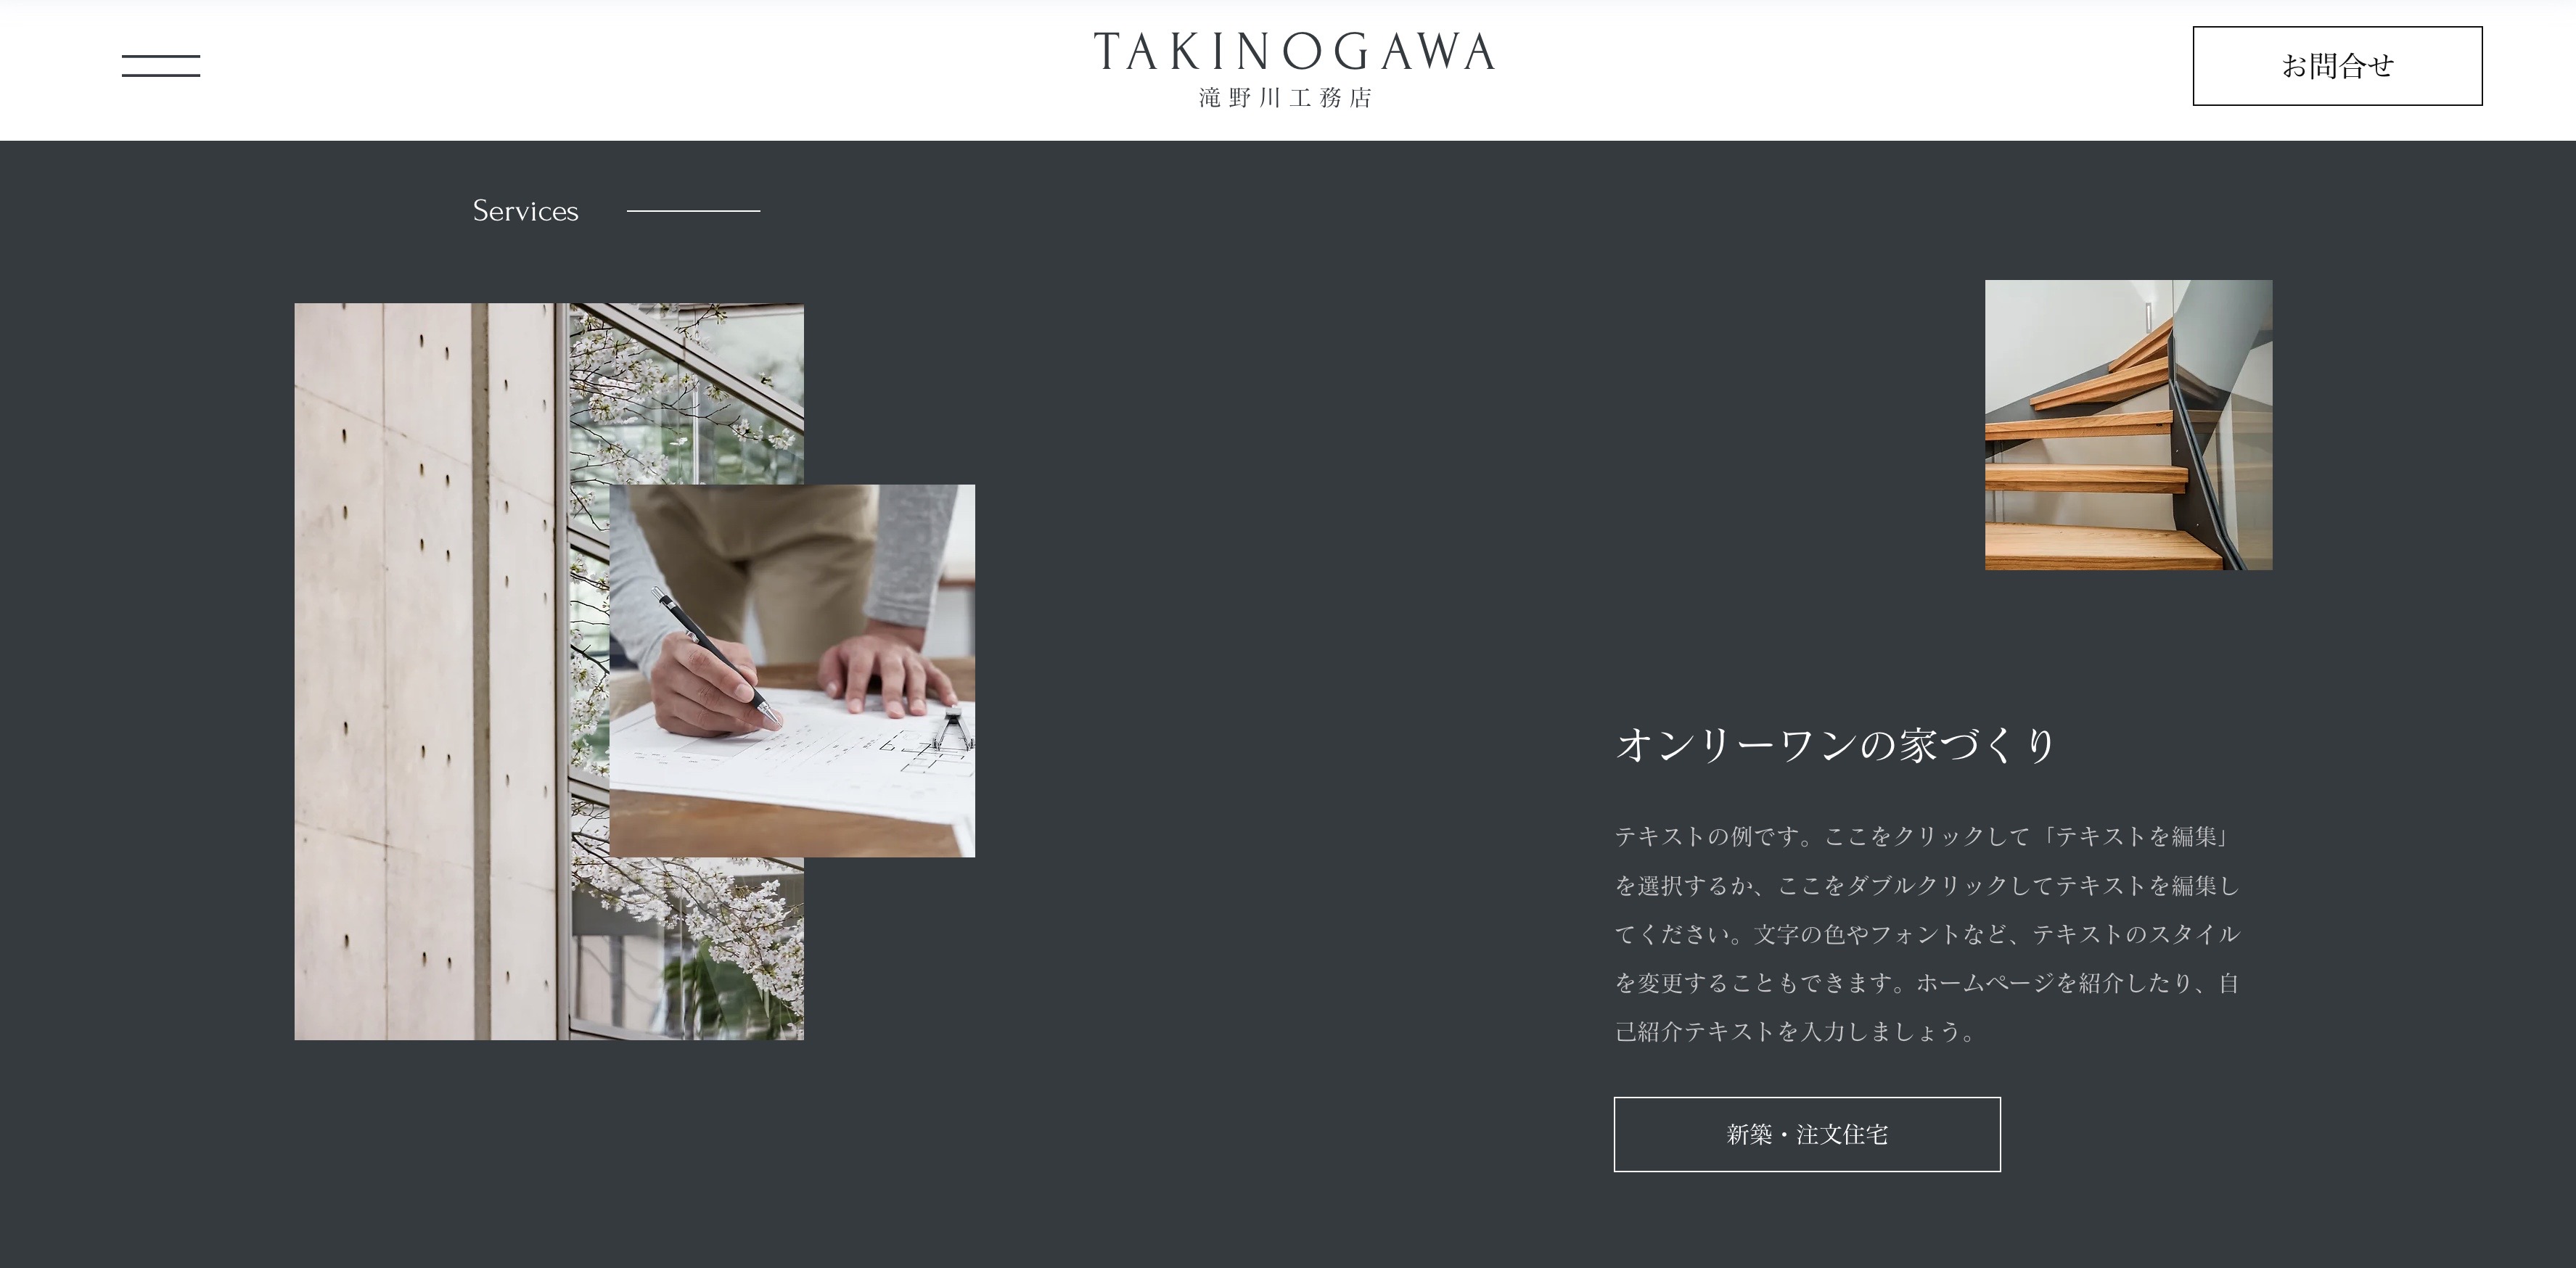 TAKINOGAWA
滝野川工務店
お問合せ
Services
オンリーワンの家づくり
テキストの例です。ここをクリックして「テキストを編集」
を選択するか、ここをダブルクリックしてテキストを編集し
てください。文字の色やフォントなど、テキストのスタイル
を変更することもできます。ホームページを紹介したり、自
己紹介テキストを入力しましょう。
新築・注文住宅